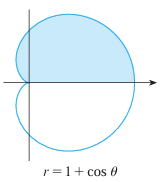 r = 1 + cos θ